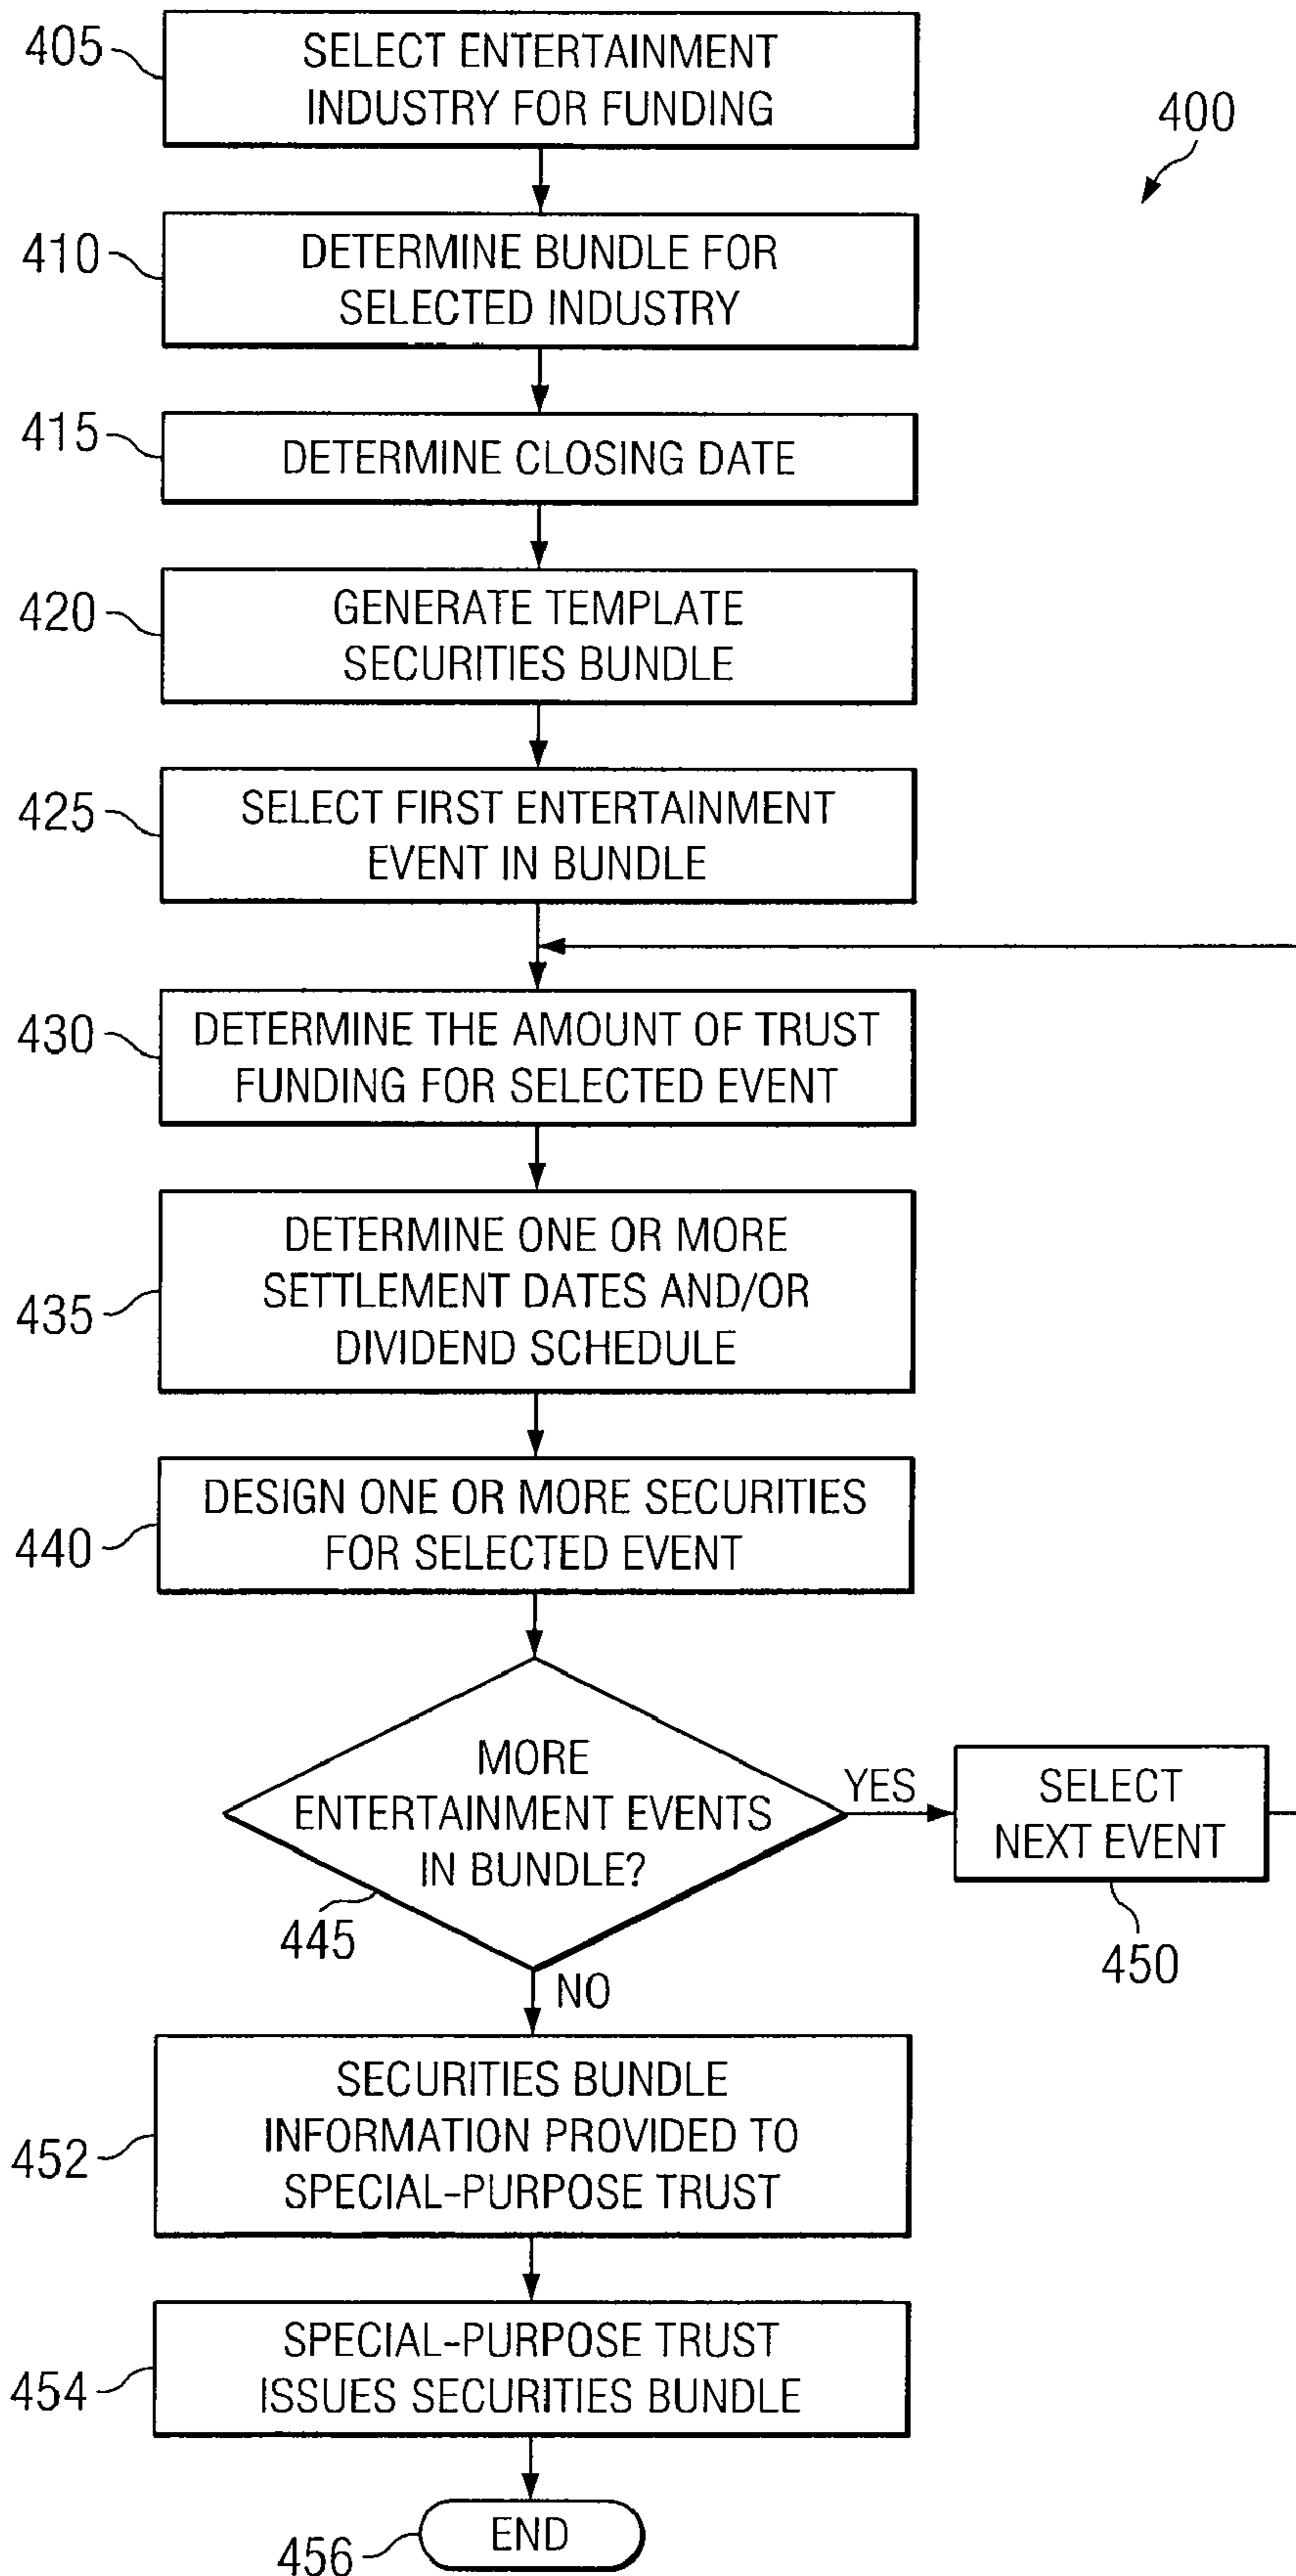 405
SELECT ENTERTAINMENT
INDUSTRY FOR FUNDING
400
410
DETERMINE BUNDLE FOR
SELECTED INDUSTRY
415
DETERMINE CLOSING DATE
420
GENERATE TEMPLATE
SECURITIES BUNDLE
425
SELECT FIRST ENTERTAINMENT
EVENT IN BUNDLE
430
DETERMINE THE AMOUNT OF TRUST
FUNDING FOR SELECTED EVENT
435
DETERMINE ONE OR MORE
SETTLEMENT DATES AND/OR
DIVIDEND SCHEDULE
440
DESIGN ONE OR MORE SECURITIES
FOR SELECTED EVENT
MORE
ENTERTAINMENT EVENTS
IN BUNDLE?
445
YES
SELECT
NEXT EVENT
450
NO
452
SECURITIES BUNDLE
INFORMATION PROVIDED TO
SPECIAL-PURPOSE TRUST
454
SPECIAL-PURPOSE TRUST
ISSUES SECURITIES BUNDLE
END
456